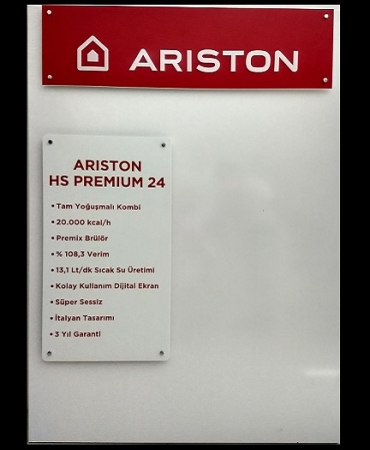 ARISTON
ARISTON
HS PREMIUM 24
• Tam Yoğuşmalı Kombi
• 20.000 kcal/h
• Premix Brülör
• % 108,3 Verim
• 13,1 Lt/dk Sıcak Su Üretimi
• Kolay Kullanım Dijital Ekran
• Süper Sessiz
• İtalyan Tasarımı
• 3 Yıl Garanti